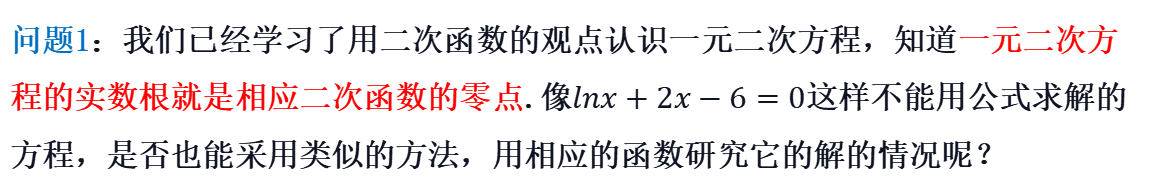 问题1：我们已经学习了用二次函数的观点认识一元二次方程，知道一元二次方
程的实数根就是相应二次函数的零点.像lnx + 2x − 6 = 0这样不能用公式求解的
方程，是否也能采用类似的方法，用相应的函数研究它的解的情况呢？